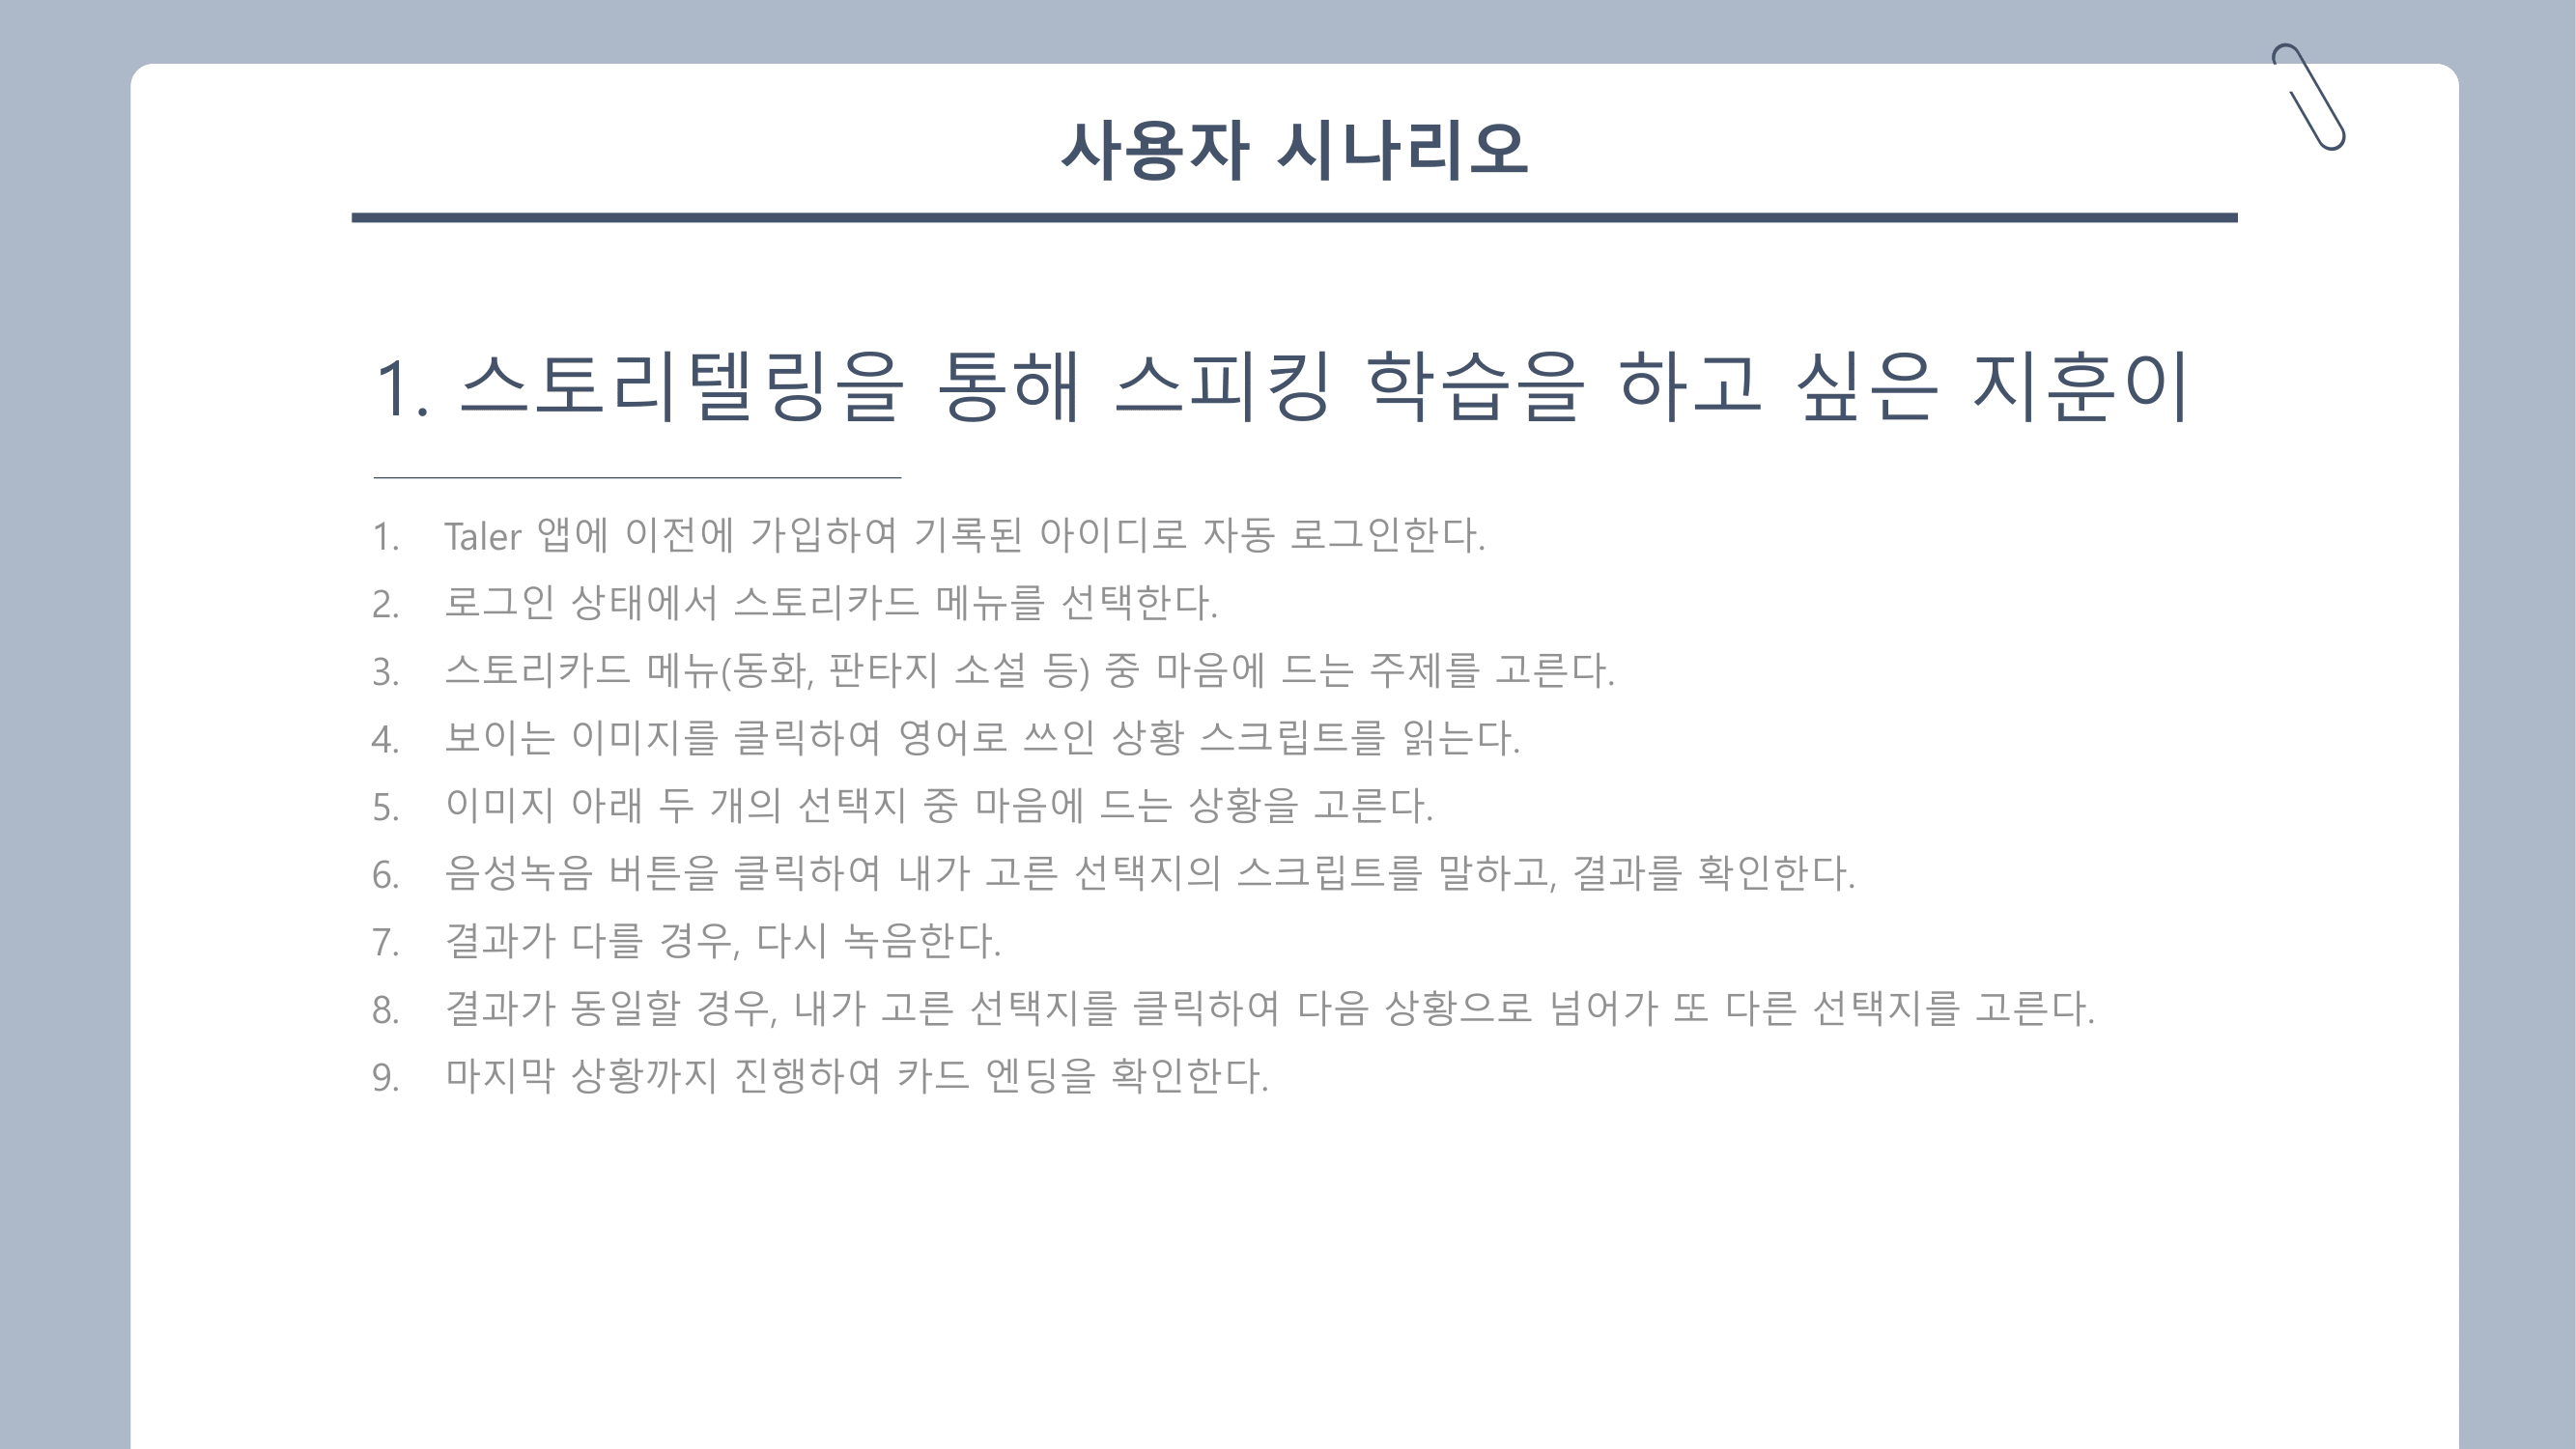 사용자 시나리오
1. 스토리텔링을 통해 스피킹 학습을 하고 싶은 지훈이
1. Taler 앱에 이전에 가입하여 기록된 아이디로 자동 로그인한다.
2. 로그인 상태에서 스토리카드 메뉴를 선택한다.
3. 스토리카드 메뉴(동화, 판타지 소설 등) 중 마음에 드는 주제를 고른다.
4. 보이는 이미지를 클릭하여 영어로 쓰인 상황 스크립트를 읽는다.
5. 이미지 아래 두 개의 선택지 중 마음에 드는 상황을 고른다.
6. 음성녹음 버튼을 클릭하여 내가 고른 선택지의 스크립트를 말하고, 결과를 확인한다.
7. 결과가 다를 경우, 다시 녹음한다.
8. 결과가 동일할 경우, 내가 고른 선택지를 클릭하여 다음 상황으로 넘어가 또 다른 선택지를 고른다.
9. 마지막 상황까지 진행하여 카드 엔딩을 확인한다.